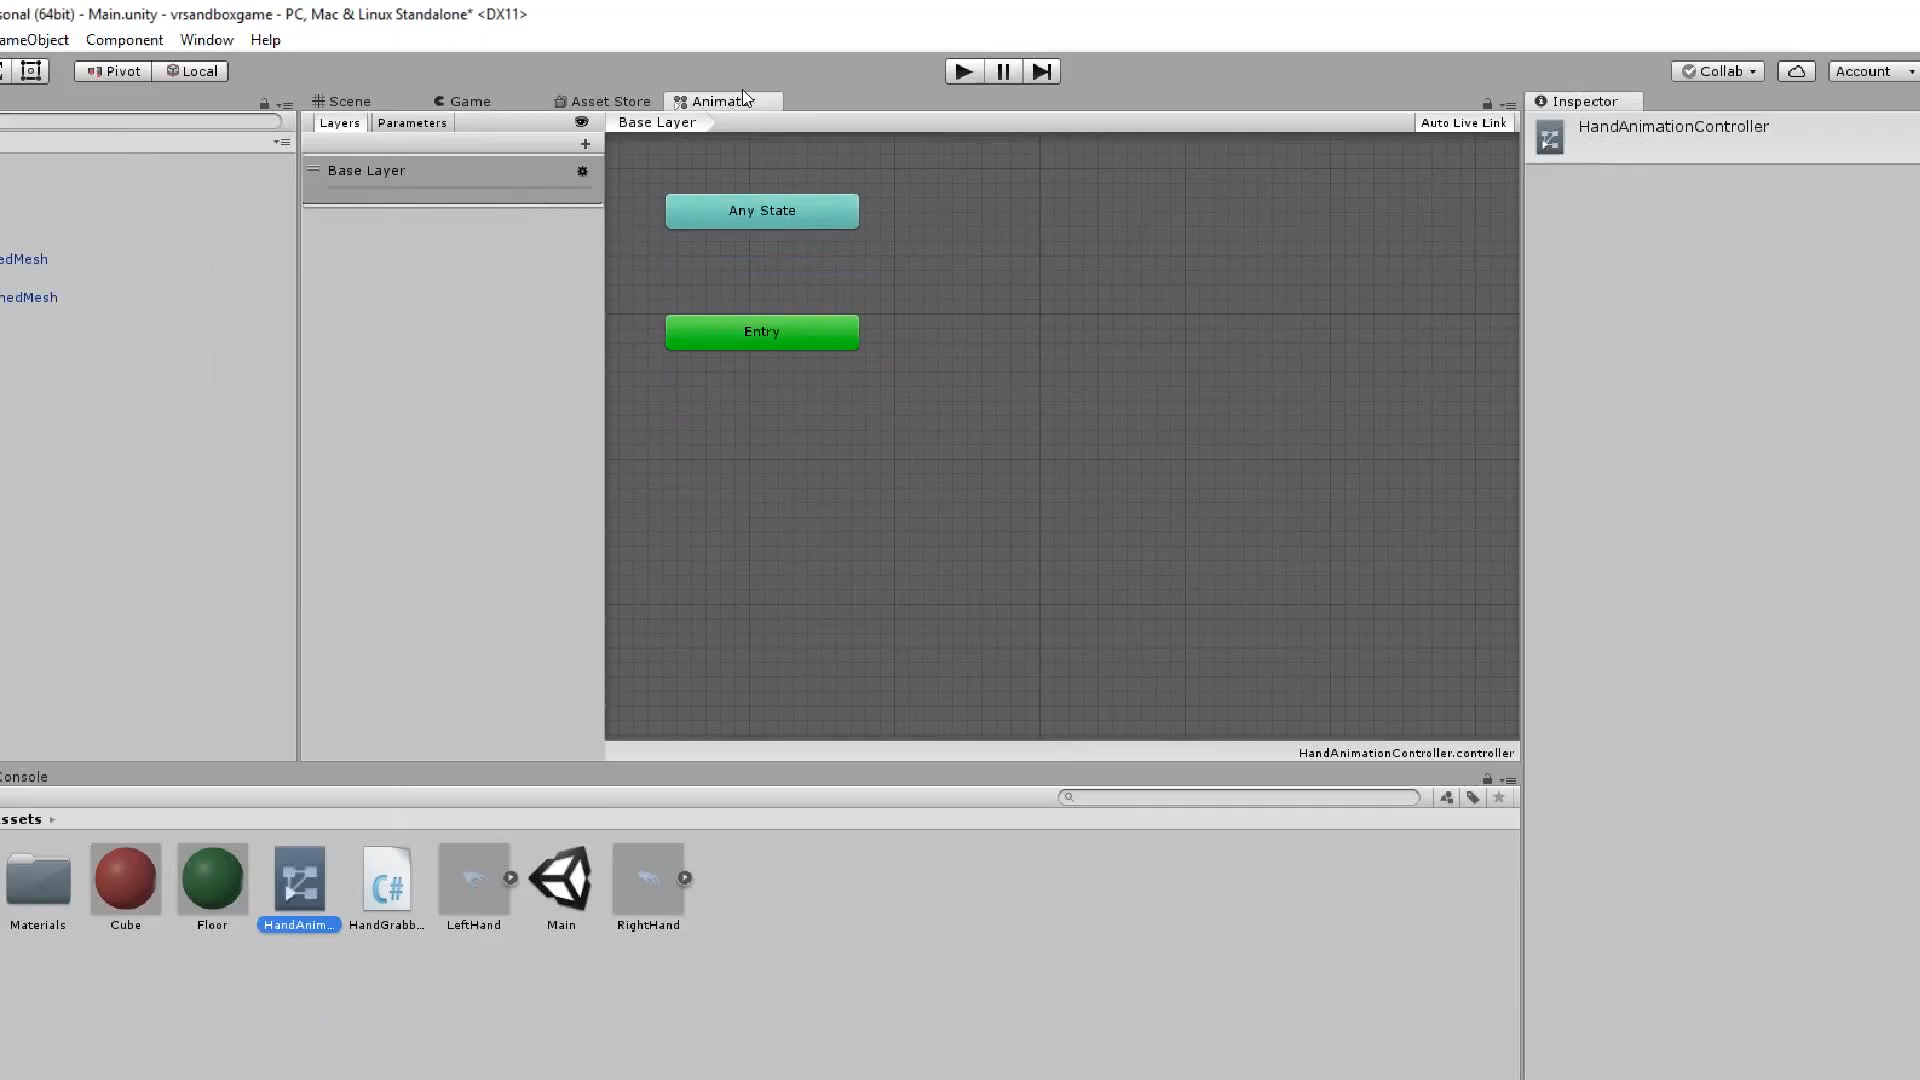 sonal (64bit) - Main.unity - vrsandboxgame - PC, Mac & Linux Standalone* <DX11>
ameObject Component Window Help
Pivot Local Collab Account
Scene Game Asset Store Animat Inspector
Layers Parameters Base Layer Auto Live Link HandAnimationController
Base Layer
Any State
edMesh
nedMesh
Entry
HandAnimationController.controller
Console
ssets
C#
Materials Cube Floor HandAnim... HandGrabb... LeftHand Main RightHand